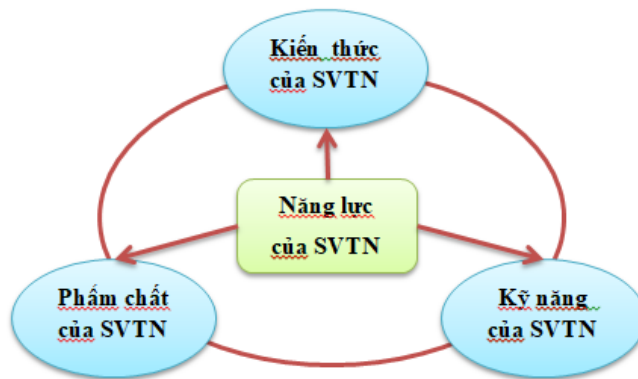 Kiến thức
của SVTN
Năng lực
của SVTN
Phẩm chất
của SVTN
Kỹ năng
của SVTN